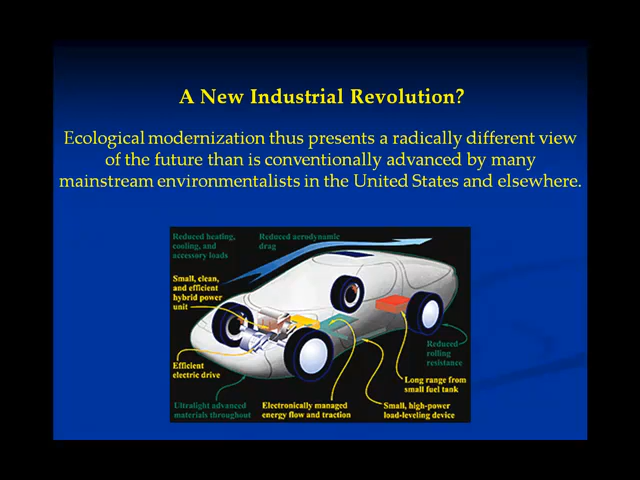 A New Industrial Revolution?
Ecological modernization thus presents a radically different view
of the future than is conventionally advanced by many
mainstream environmentalists in the United States and elsewhere.
Reduced heating,
cooling, and
accessory loads
Reduced aerodynamic
drag
Small, clean,
and efficient
hybrid power
unit
Reduced
rolling
resistance
Efficient
electric drive
Long range from
small fuel tank
Ultralight advanced
materials throughout
Electronically managed
energy flow and traction
Small, high-power
load-leveling device